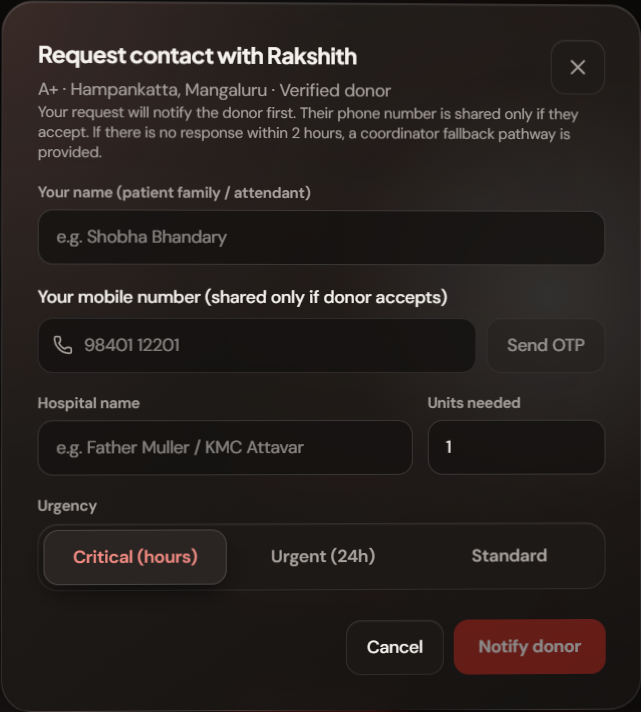 Request contact with Rakshith
A+ · Hampankatta, Mangaluru · Verified donor
Your request will notify the donor first. Their phone number is shared only if they
accept. If there is no response within 2 hours, a coordinator fallback pathway is
provided.
Your name (patient family / attendant)
e.g. Shobha Bhandary
Your mobile number (shared only if donor accepts)
98401 12201
Send OTP
Hospital name
Units needed
e.g. Father Muller / KMC Attavar
1
Urgency
Critical (hours)
Urgent (24h)
Standard
Cancel
Notify donor